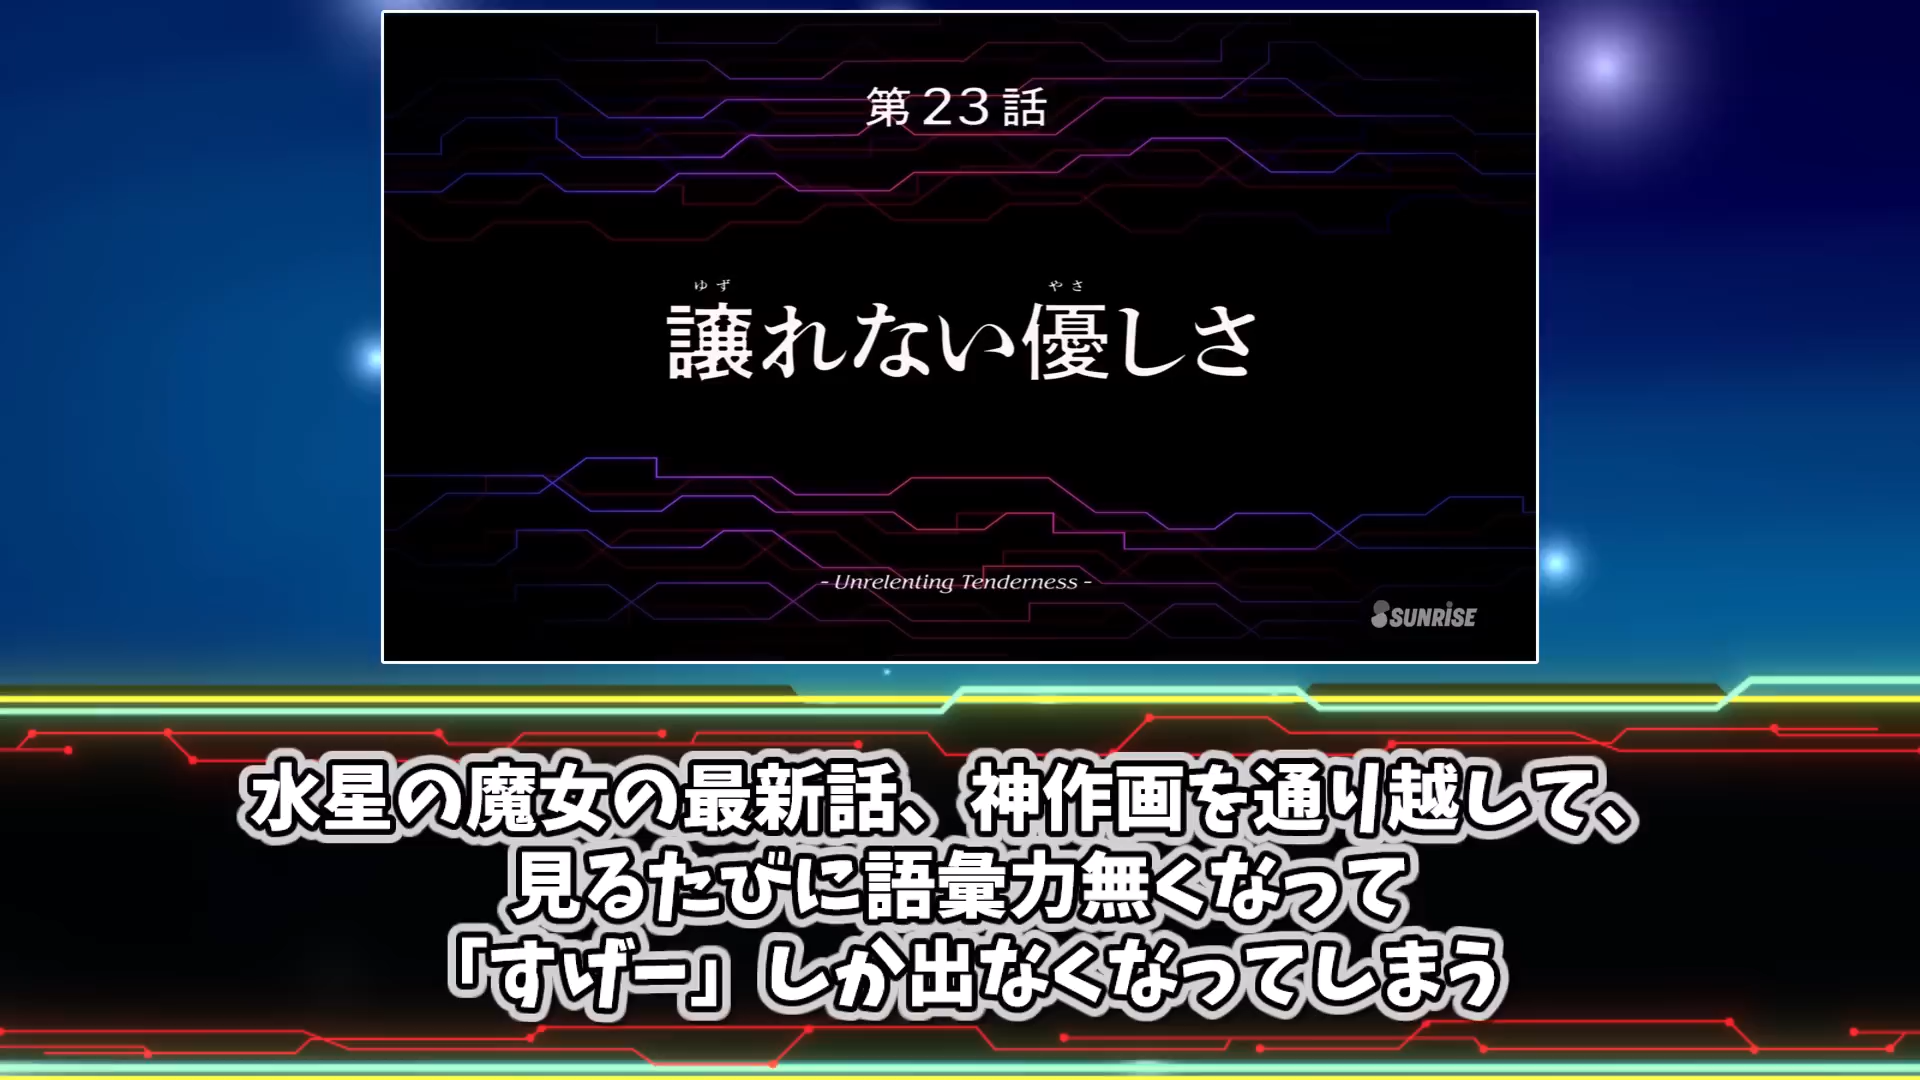 第23話
ゆず やさ
譲れない優しさ
- Unrelenting Tenderness -
SUNRISE
水星の魔女の最新話、神作画を通り越して、
見るたびに語彙力無くなって
「すげー」しか出なくなってしまう